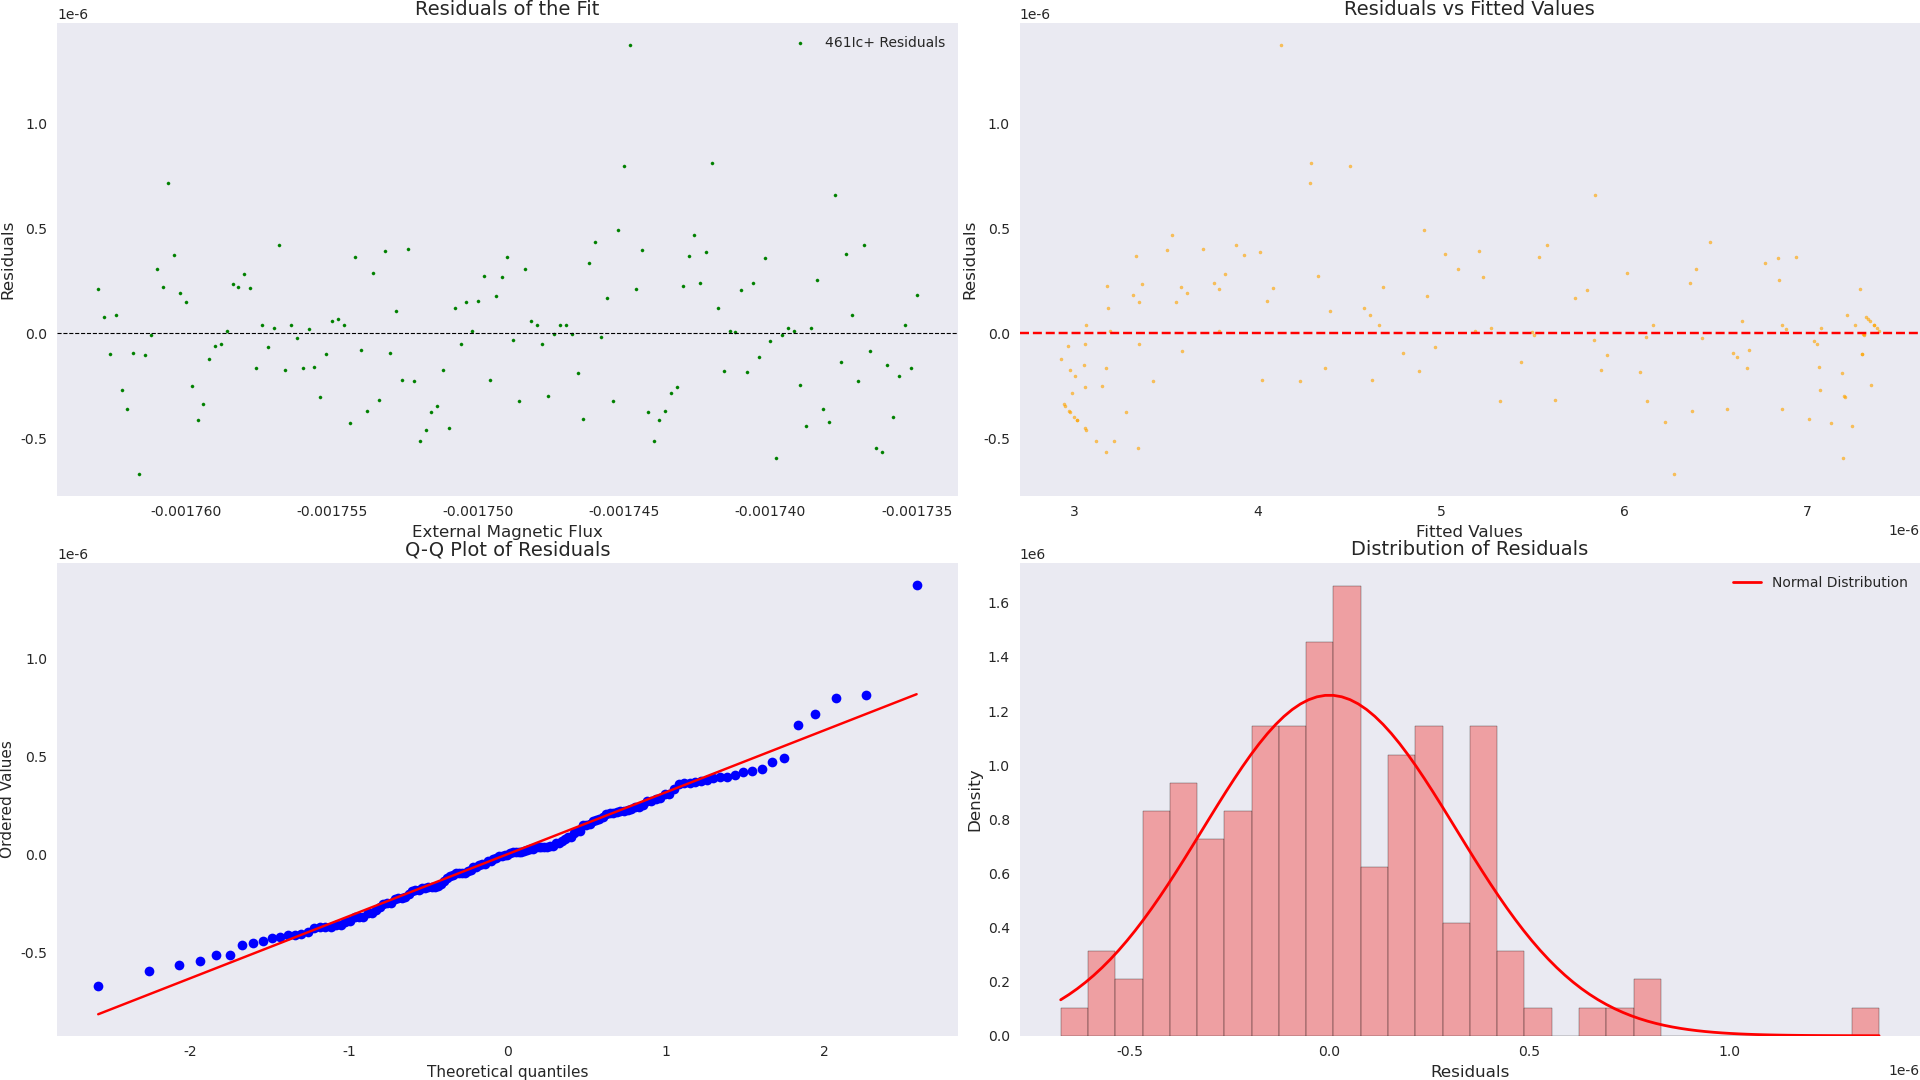 Residuals of the Fit
1e-6
461Ic+ Residuals
1.0
0.5
0.0
-0.5
Residuals
-0.001760 -0.001755 -0.001750 -0.001745 -0.001740 -0.001735
External Magnetic Flux
Residuals vs Fitted Values
1e-6
1.0
0.5
0.0
-0.5
Residuals
3 4 5 6 7
1e-6
Fitted Values
Q-Q Plot of Residuals
1e-6
1.0
0.5
0.0
-0.5
Ordered Values
-2 -1 0 1 2
Theoretical quantiles
Distribution of Residuals
1e6
Normal Distribution
1.6
1.4
1.2
1.0
0.8
0.6
0.4
0.2
0.0
Density
-0.5 0.0 0.5 1.0
1e-6
Residuals